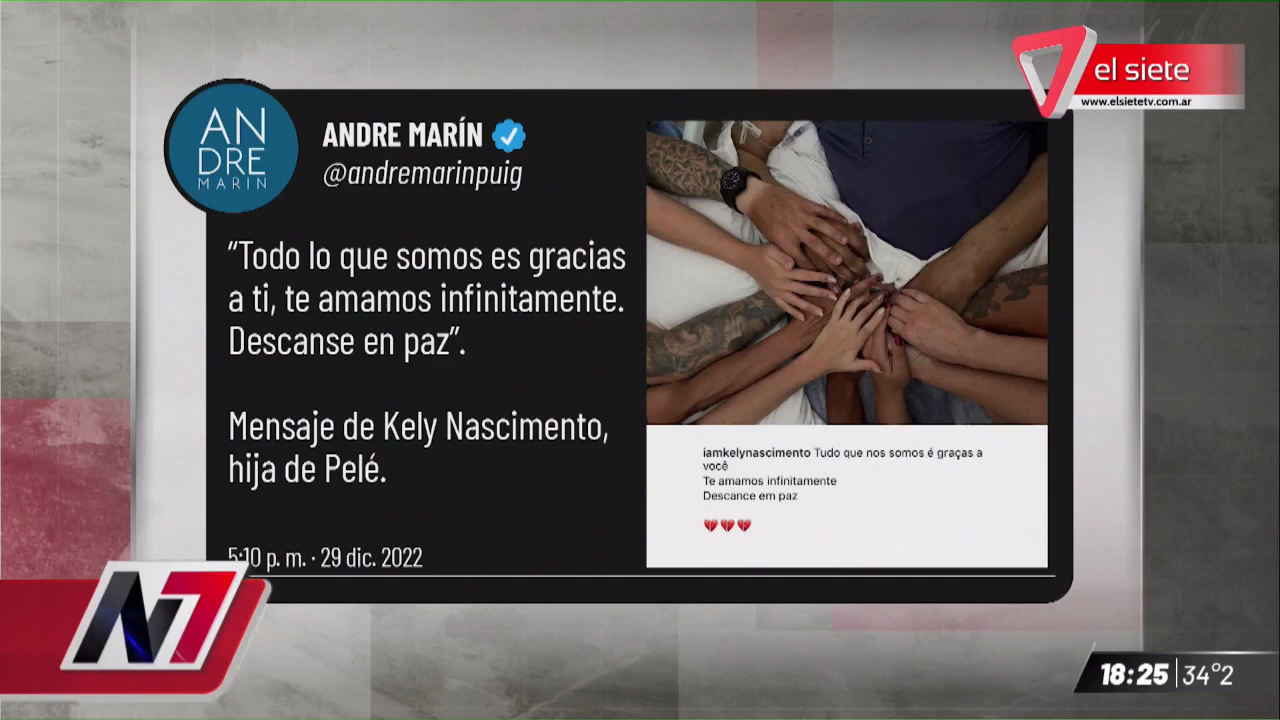 el siete
www.elsietetv.com.ar
AN
DRE
MARIN
ANDRE MARÍN
@andremarinpuig
“Todo lo que somos es gracias
a ti, te amamos infinitamente.
Descanse en paz”.
Mensaje de Kely Nascimento,
hija de Pelé.
5:10 p. m. · 29 dic. 2022
iamkelynascimento Tudo que nos somos é graças a
você
Te amamos infinitamente
Descance em paz
💔💔💔
N7
18:25 34°2